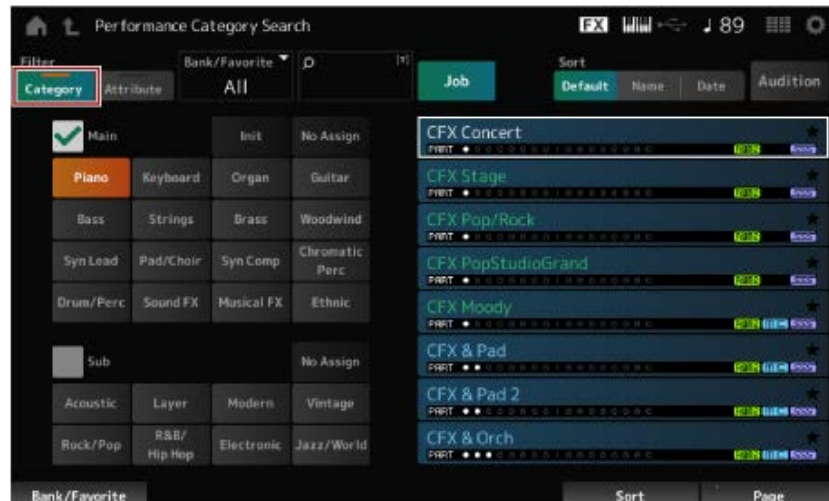 Performance Category Search FX ♩ 89
Filter
Category Attribute
Bank/Favorite
All
Job
Sort
Default Name Date
Audition
Main Init No Assign
Piano Keyboard Organ Guitar
Bass Strings Brass Woodwind
Syn Lead Pad/Choir Syn Comp Chromatic
Perc
Drum/Perc Sound FX Musical FX Ethnic
Sub No Assign
Acoustic Layer Modern Vintage
Rock/Pop R&B/
Hip Hop
Electronic Jazz/World
CFX Concert
PART
CFX Stage
PART
CFX Pop/Rock
PART
CFX PopStudioGrand
PART
CFX Moody
PART
CFX & Pad
PART
CFX & Pad 2
PART
CFX & Orch
PART
Bank/Favorite Sort Page